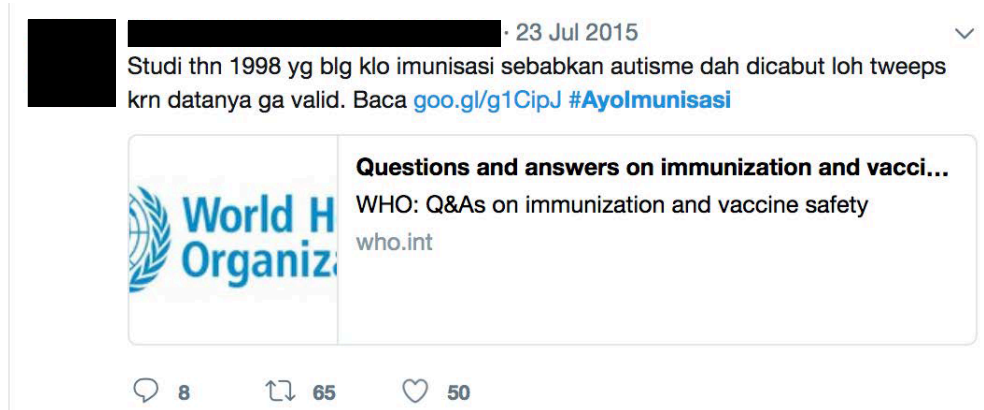 · 23 Jul 2015
Studi thn 1998 yg blg klo imunisasi sebabkan autisme dah dicabut loh tweeps
krn datanya ga valid. Baca goo.gl/g1CipJ #AyoImunisasi
Questions and answers on immunization and vacci...
WHO: Q&As on immunization and vaccine safety
who.int
World H
Organiz
8 65 50